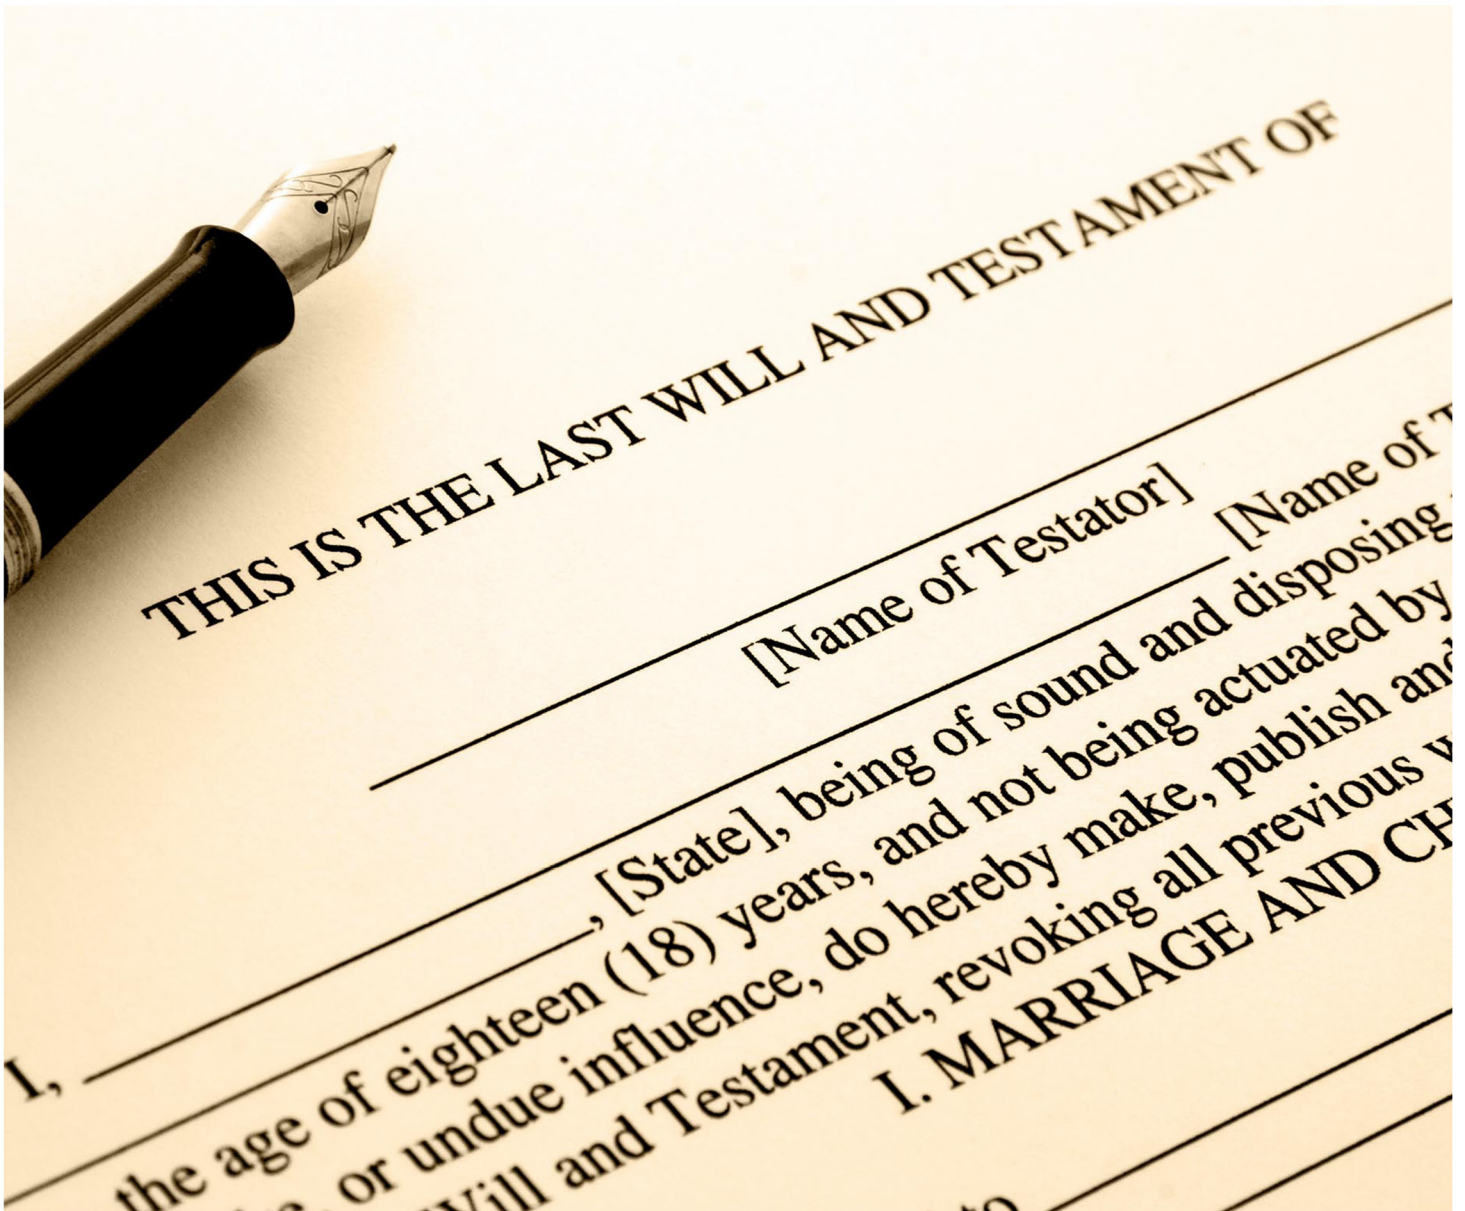 THIS IS THE LAST WILL AND TESTAMENT OF
[Name of Testator]
I, [Name of
, [State], being of sound and disposing
the age of eighteen (18) years, and not being actuated by
or undue influence, do hereby make, publish and
Will and Testament, revoking all previous
I. MARRIAGE AND
to